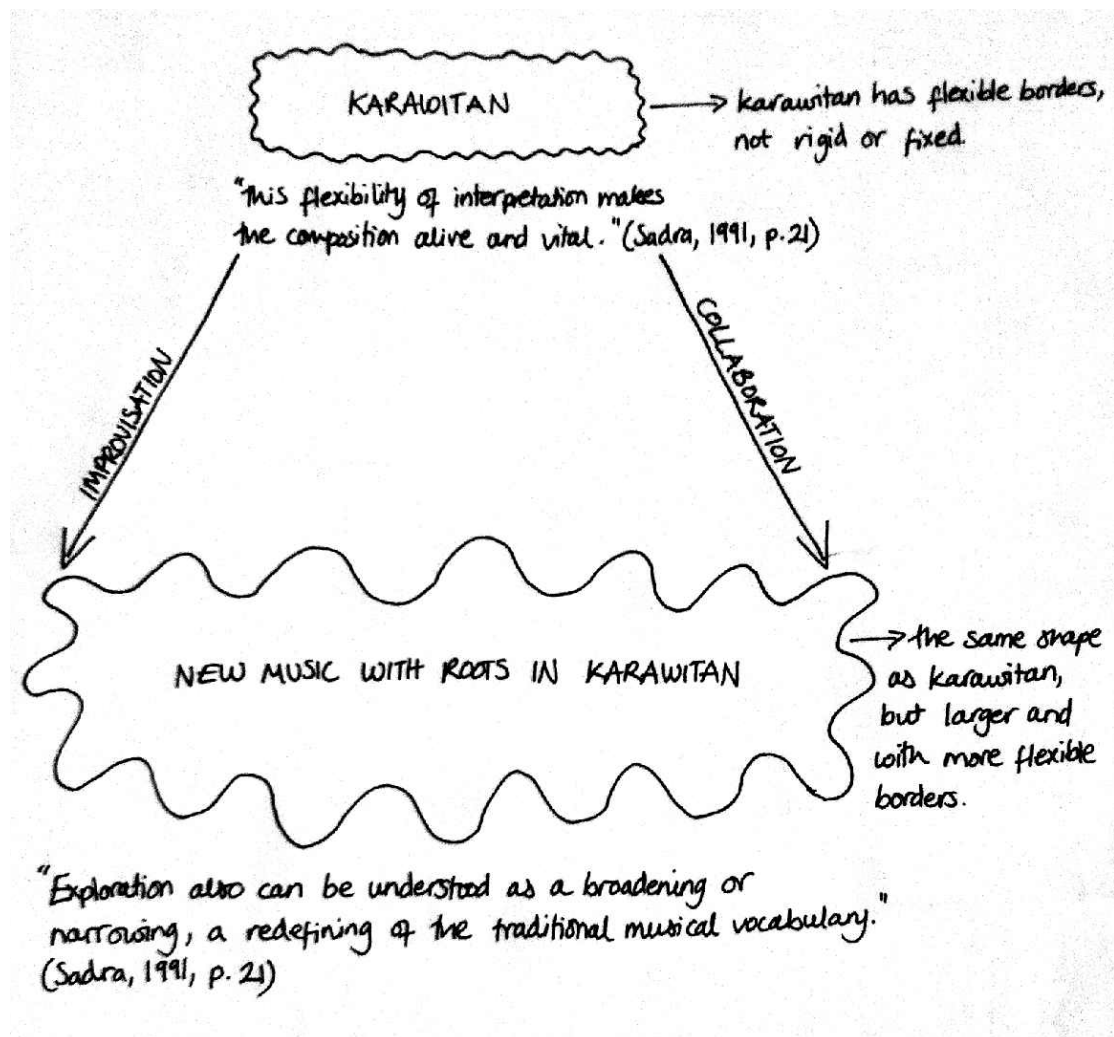 KARAWITAN
karawitan has flexible borders,
not rigid or fixed.
"This flexibility of interpretation makes
the composition alive and vital." (Sadra, 1991, p.21)
IMPROVISATION
COLLABORATION
NEW MUSIC WITH ROOTS IN KARAWITAN
the same shape
as karawitan,
but larger and
with more flexible
borders.
"Exploration also can be understood as a broadening or
narrowing, a redefining of the traditional musical vocabulary."
(Sadra, 1991, p. 21)